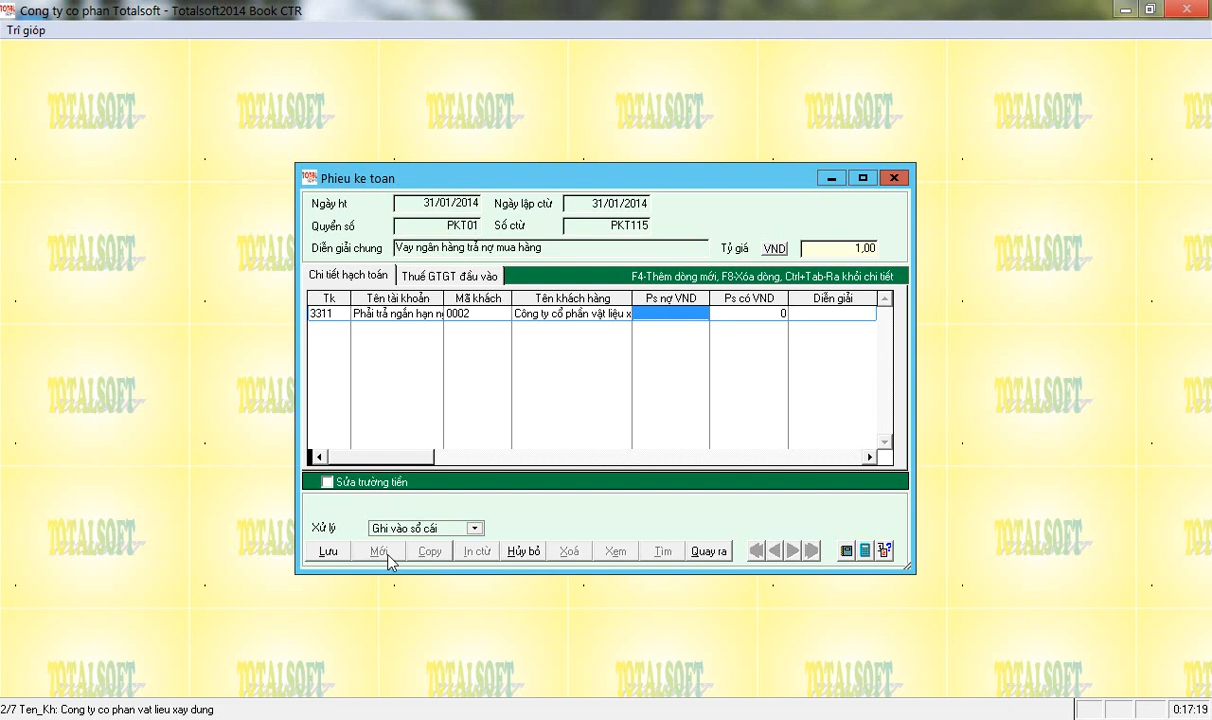 Cong ty co phan Totalsoft - Totalsoft2014 Book CTR
Trî gióp
TOTALSOFT
Phieu ke toan
Ngày ht 31/01/2014 Ngày lập ctừ 31/01/2014
Quyển số PKT01 Số ctừ PKT115
Diễn giải chung Vay ngân hàng trả nợ mua hàng Tỷ giá VND 1,00
Chi tiết hạch toán Thuế GTGT đầu vào F4-Thêm dòng mới, F8-Xóa dòng, Ctrl+Tab-Ra khỏi chi tiết
Tk Tên tài khoản Mã khách Tên khách hàng Ps nợ VND Ps có VND Diễn giải
3311 Phải trả ngắn hạn n 0002 Công ty cổ phần vật liệu x 0
Sửa trường tiền
Xử lý Ghi vào sổ cái
Lưu Mới Copy In ctừ Hủy bỏ Xoá Xem Tìm Quay ra
2/7 Ten_Kh: Cong ty co phan vat lieu xay dung 0:17:19